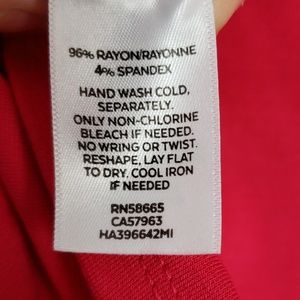 96% RAYON/RAYONNE
4% SPANDEX
HAND WASH COLD,
SEPARATELY.
ONLY NON-CHLORINE
BLEACH IF NEEDED.
NO WRING OR TWIST.
RESHAPE, LAY FLAT
TO DRY. COOL IRON
IF NEEDED
RN58665
CA57963
HA396642MI